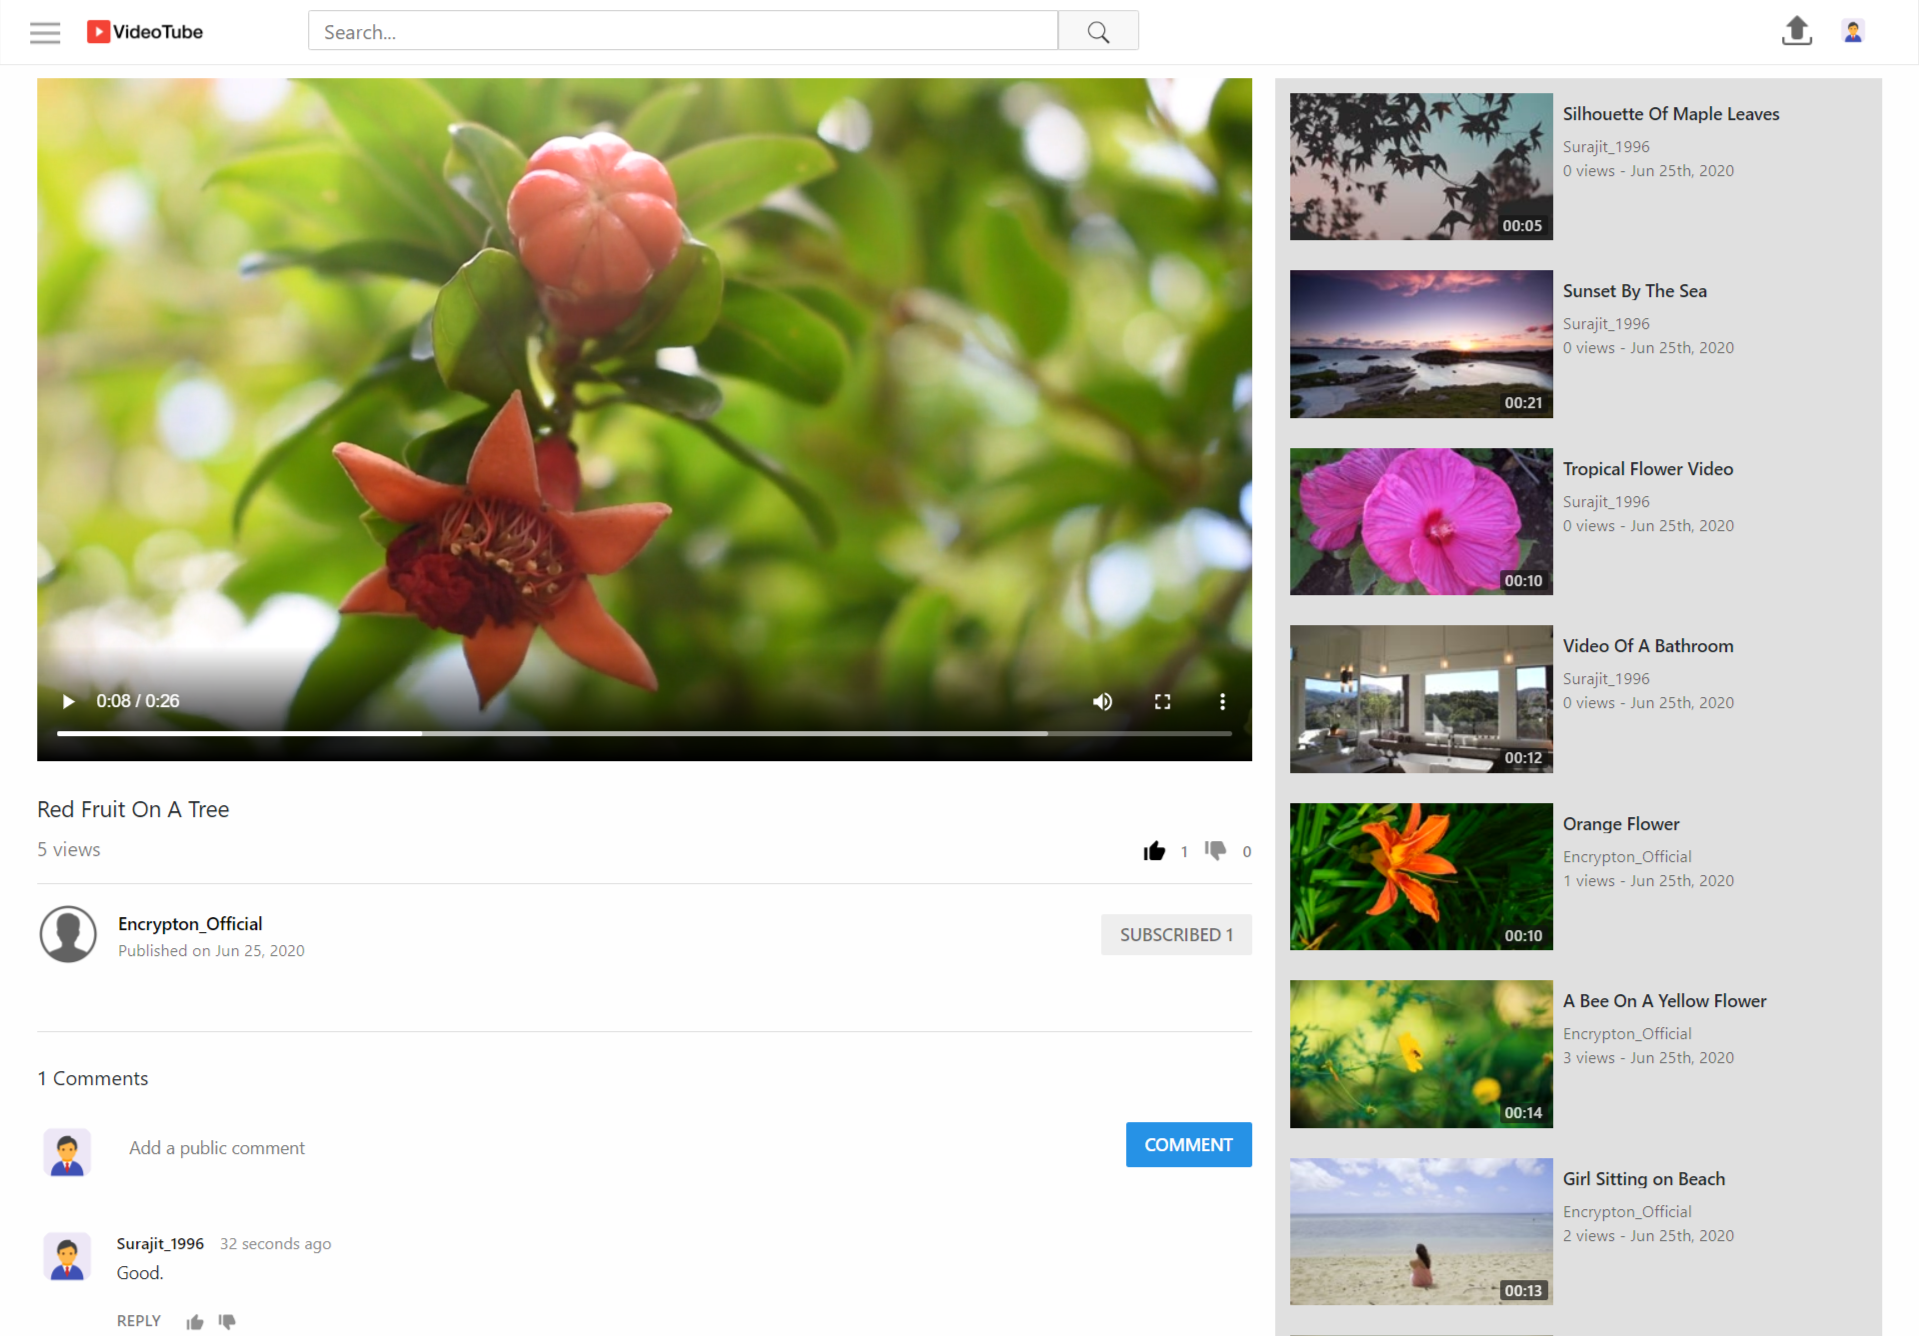 VideoTube
Search...
0:08 / 0:26
Red Fruit On A Tree
5 views
1 0
Encrypton_Official
Published on Jun 25, 2020
SUBSCRIBED 1
1 Comments
Add a public comment
COMMENT
Surajit_1996 32 seconds ago
Good.
REPLY
Silhouette Of Maple Leaves
Surajit_1996
0 views - Jun 25th, 2020
00:05
Sunset By The Sea
Surajit_1996
0 views - Jun 25th, 2020
00:21
Tropical Flower Video
Surajit_1996
0 views - Jun 25th, 2020
00:10
Video Of A Bathroom
Surajit_1996
0 views - Jun 25th, 2020
00:12
Orange Flower
Encrypton_Official
1 views - Jun 25th, 2020
00:10
A Bee On A Yellow Flower
Encrypton_Official
3 views - Jun 25th, 2020
00:14
Girl Sitting on Beach
Encrypton_Official
2 views - Jun 25th, 2020
00:13